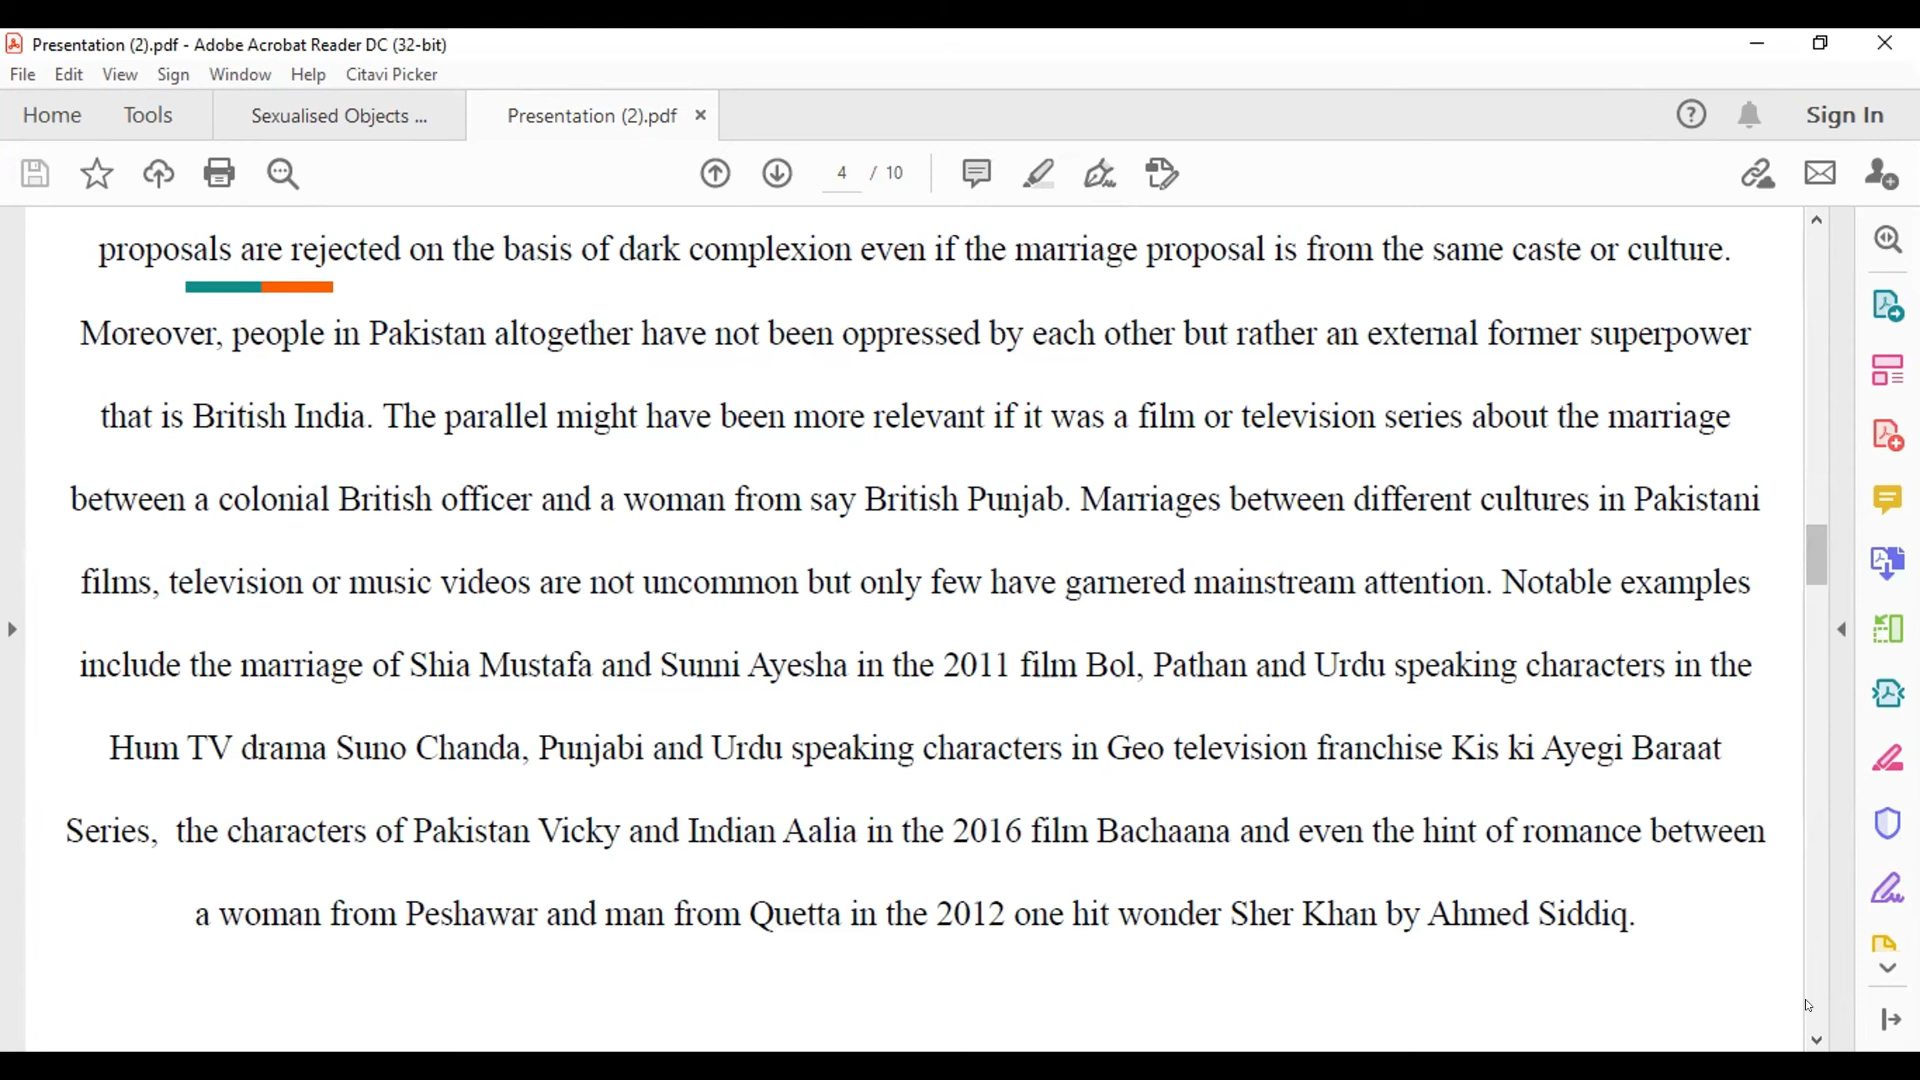 Presentation (2).pdf - Adobe Acrobat Reader DC (32-bit)
File Edit View Sign Window Help Citavi Picker
Home Tools Sexualised Objects ... Presentation (2).pdf × Sign In
4 / 10
proposals are rejected on the basis of dark complexion even if the marriage proposal is from the same caste or culture.
Moreover, people in Pakistan altogether have not been oppressed by each other but rather an external former superpower
that is British India. The parallel might have been more relevant if it was a film or television series about the marriage
between a colonial British officer and a woman from say British Punjab. Marriages between different cultures in Pakistani
films, television or music videos are not uncommon but only few have garnered mainstream attention. Notable examples
include the marriage of Shia Mustafa and Sunni Ayesha in the 2011 film Bol, Pathan and Urdu speaking characters in the
Hum TV drama Suno Chanda, Punjabi and Urdu speaking characters in Geo television franchise Kis ki Ayegi Baraat
Series, the characters of Pakistan Vicky and Indian Aalia in the 2016 film Bachaana and even the hint of romance between
a woman from Peshawar and man from Quetta in the 2012 one hit wonder Sher Khan by Ahmed Siddiq.